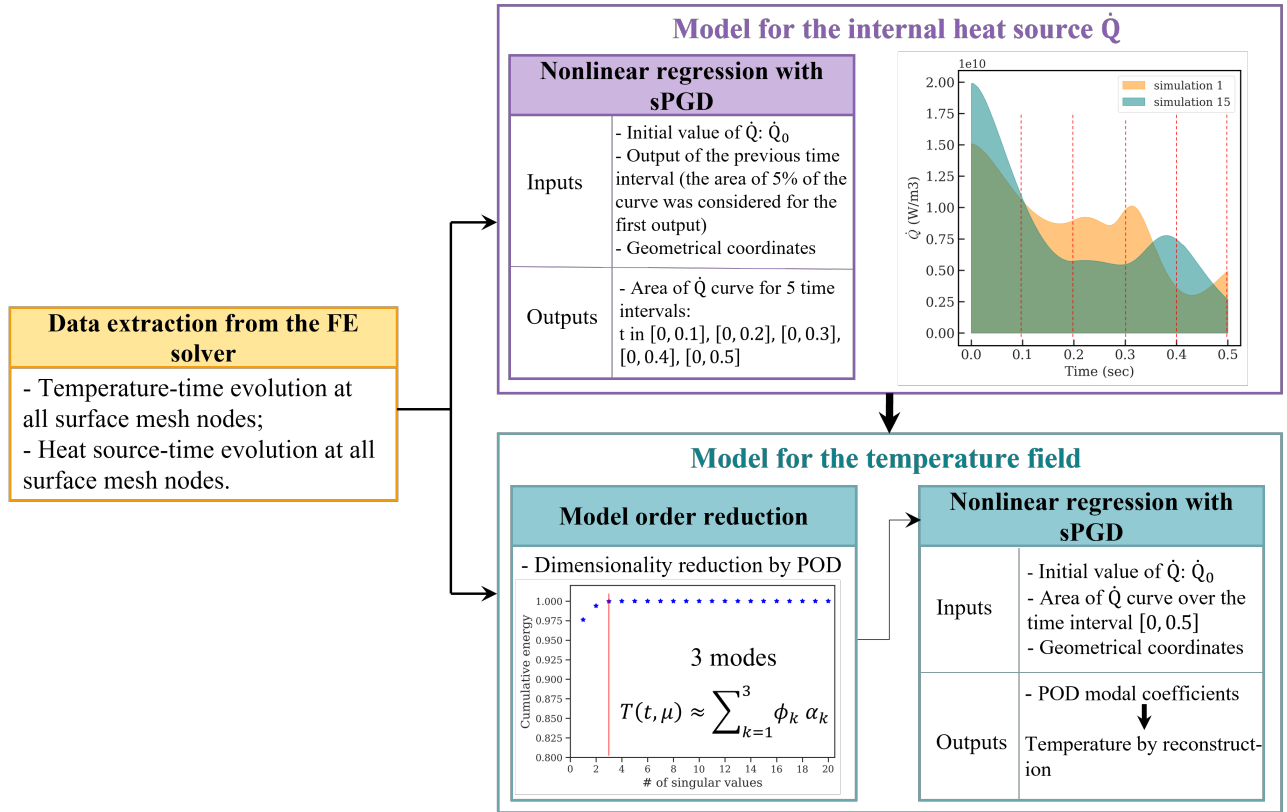 Data extraction from the FE
solver
- Temperature-time evolution at
all surface mesh nodes;
- Heat source-time evolution at all
surface mesh nodes.
Model for the internal heat source Q̇
Nonlinear regression with
sPGD
Inputs
- Initial value of Q̇: Q̇₀
- Output of the previous time
interval (the area of 5% of the
curve was considered for the
first output)
- Geometrical coordinates
Outputs
- Area of Q̇ curve for 5 time
intervals:
t in [0, 0.1], [0, 0.2], [0, 0.3],
[0, 0.4], [0, 0.5]
1e10
simulation 1
simulation 15
2.00
1.75
1.50
1.25
1.00
0.75
0.50
0.25
0.00
Q̇ (W/m3)
0.0 0.1 0.2 0.3 0.4 0.5
Time (sec)
Model for the temperature field
Model order reduction
- Dimensionality reduction by POD
1.000
0.975
0.950
0.925
0.900
0.875
0.850
0.825
0.800
Cumulative energy
3 modes
T(t, μ) ≈ ∑³ₖ₌₁ ϕₖ αₖ
0 2 4 6 8 10 12 14 16 18 20
# of singular values
Nonlinear regression with
sPGD
Inputs
- Initial value of Q̇: Q̇₀
- Area of Q̇ curve over the
time interval [0, 0.5]
- Geometrical coordinates
Outputs
- POD modal coefficients
Temperature by reconstruct-
ion